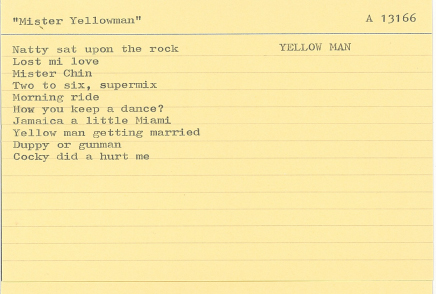 "Mister Yellowman" A 13166
Natty sat upon the rock YELLOW MAN
Lost mi love
Mister Chin
Two to six, supermix
Morning ride
How you keep a dance?
Jamaica a little Miami
Yellow man getting married
Duppy or gunman
Cocky did a hurt me